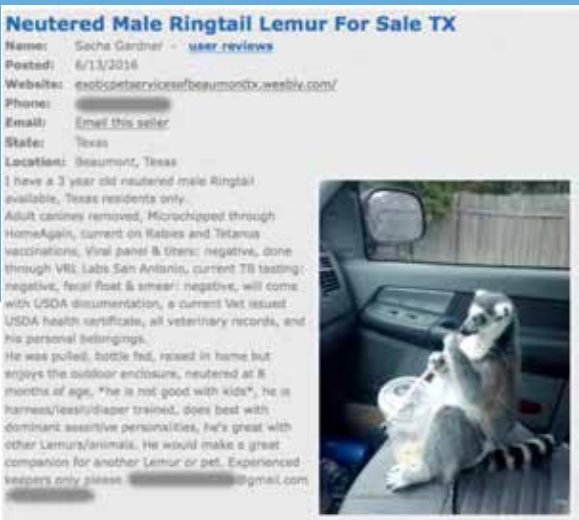 Neutered Male Ringtail Lemur For Sale TX
Name: Sacha Gardner - user reviews
Posted: 6/13/2016
Website: exoticpetservicesofbeaumonttx.weebly.com/
Phone:
Email: Email this seller
State: Texas
Location: Beaumont, Texas
I have a 3 year old neutered male Ringtail
available, Texas residents only.
Adult canines removed, Microchipped through
HomeAgain, current on Rabies and Tetanus
vaccinations, Viral panel & titers: negative, done
through VRL Labs San Antonio, current TB testing:
negative, fecal float & smear: negative, will come
with USDA documentation, a current Vet issued
USDA health certificate, all veterinary records, and
his personal belongings.
He was pulled, bottle fed, raised in home but
enjoys the outdoor enclosure, neutered at 8
months of age, *he is not good with kids*, he is
harness/leash/diaper trained, does best with
dominant assertive personalities, he's great with
other Lemurs/animals. He would make a great
companion for another Lemur or pet. Experienced
keepers only please. @gmail.com